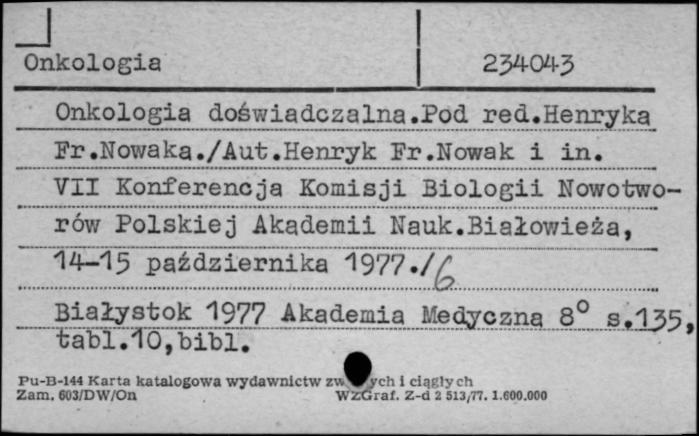 Onkologia 234043
Onkologia doświadczalna.Pod red.Henryka
Fr.Nowaka./Aut.Henryk Fr.Nowak i in.
VII Konferencja Komisji Biologii Nowotwo-
rów Polskiej Akademii Nauk.Białowieża,
14-15 października 1977./6
Białystok 1977 Akademia Medyczna 8° s.135,
tabl.10,bibl.
Pu-B-144 Karta katalogowa wydawnictw i ciągłych
Zam. 603/DW/On WZGraf. Z-d 2 513/77. 1.600.000